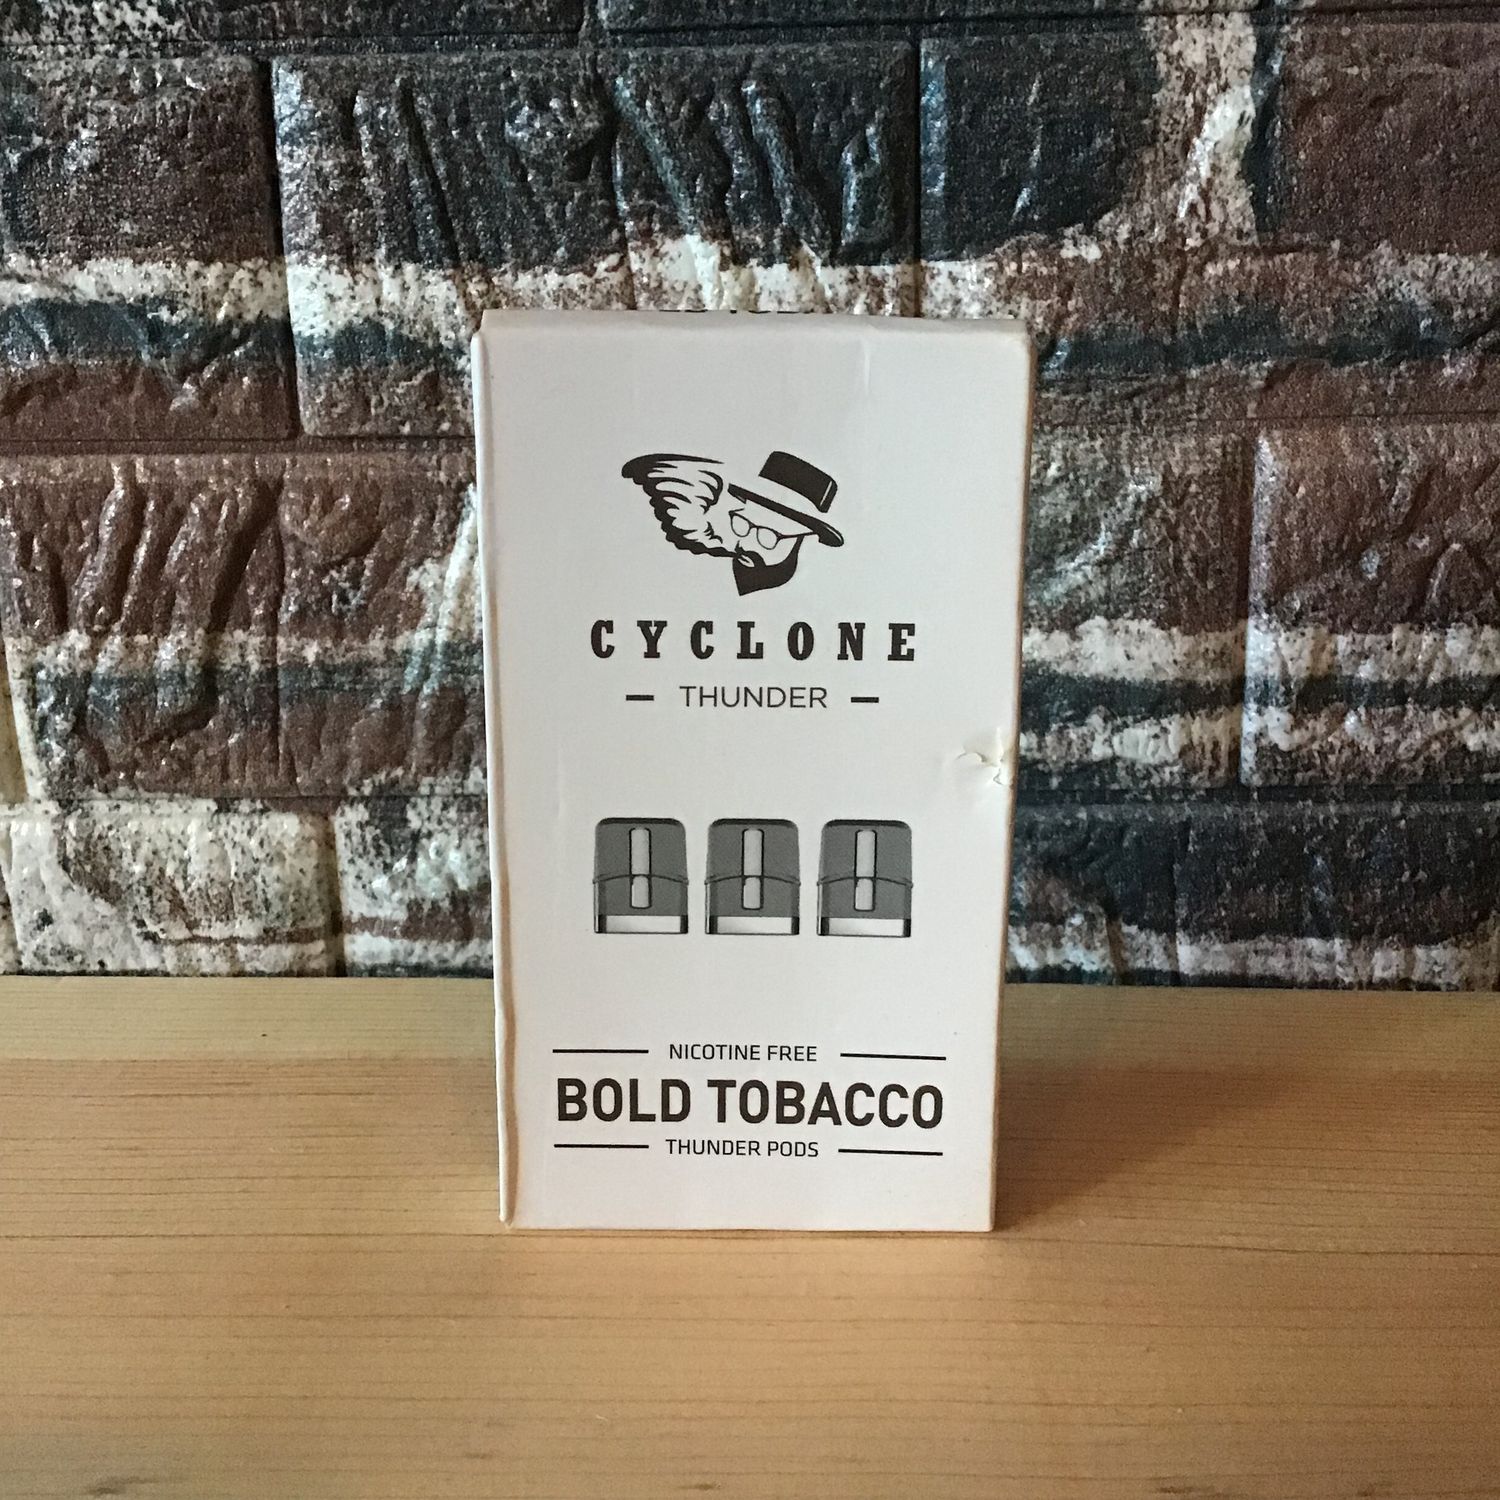 CYCLONE
THUNDER
NICOTINE FREE
BOLD TOBACCO
THUNDER PODS